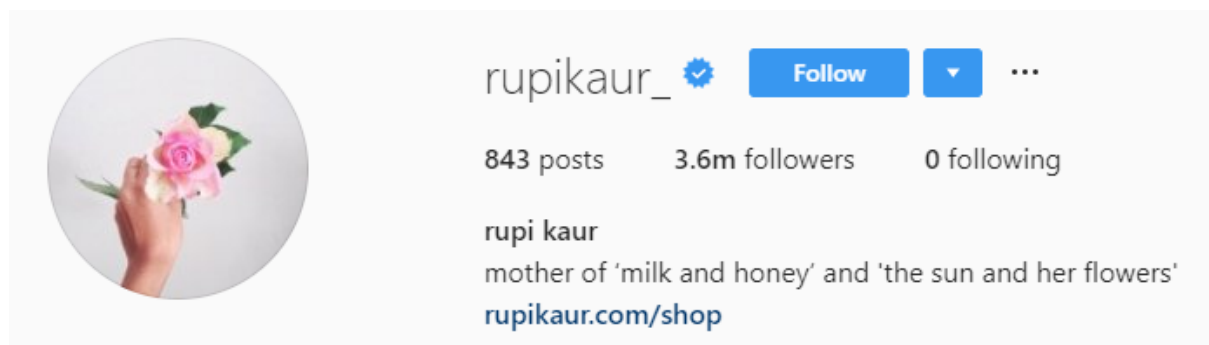 rupikaur_ Follow ...
843 posts 3.6m followers 0 following
rupi kaur
mother of ‘milk and honey’ and 'the sun and her flowers'
rupikaur.com/shop